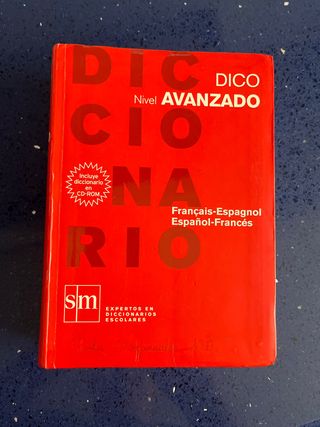 DIC
CIO
NA
RIO
DICO
Nivel AVANZADO
Incluye
diccionario
en
CD-ROM
Français-Espagnol
Español-Francés
sm
EXPERTOS EN
DICCIONARIOS
ESCOLARES